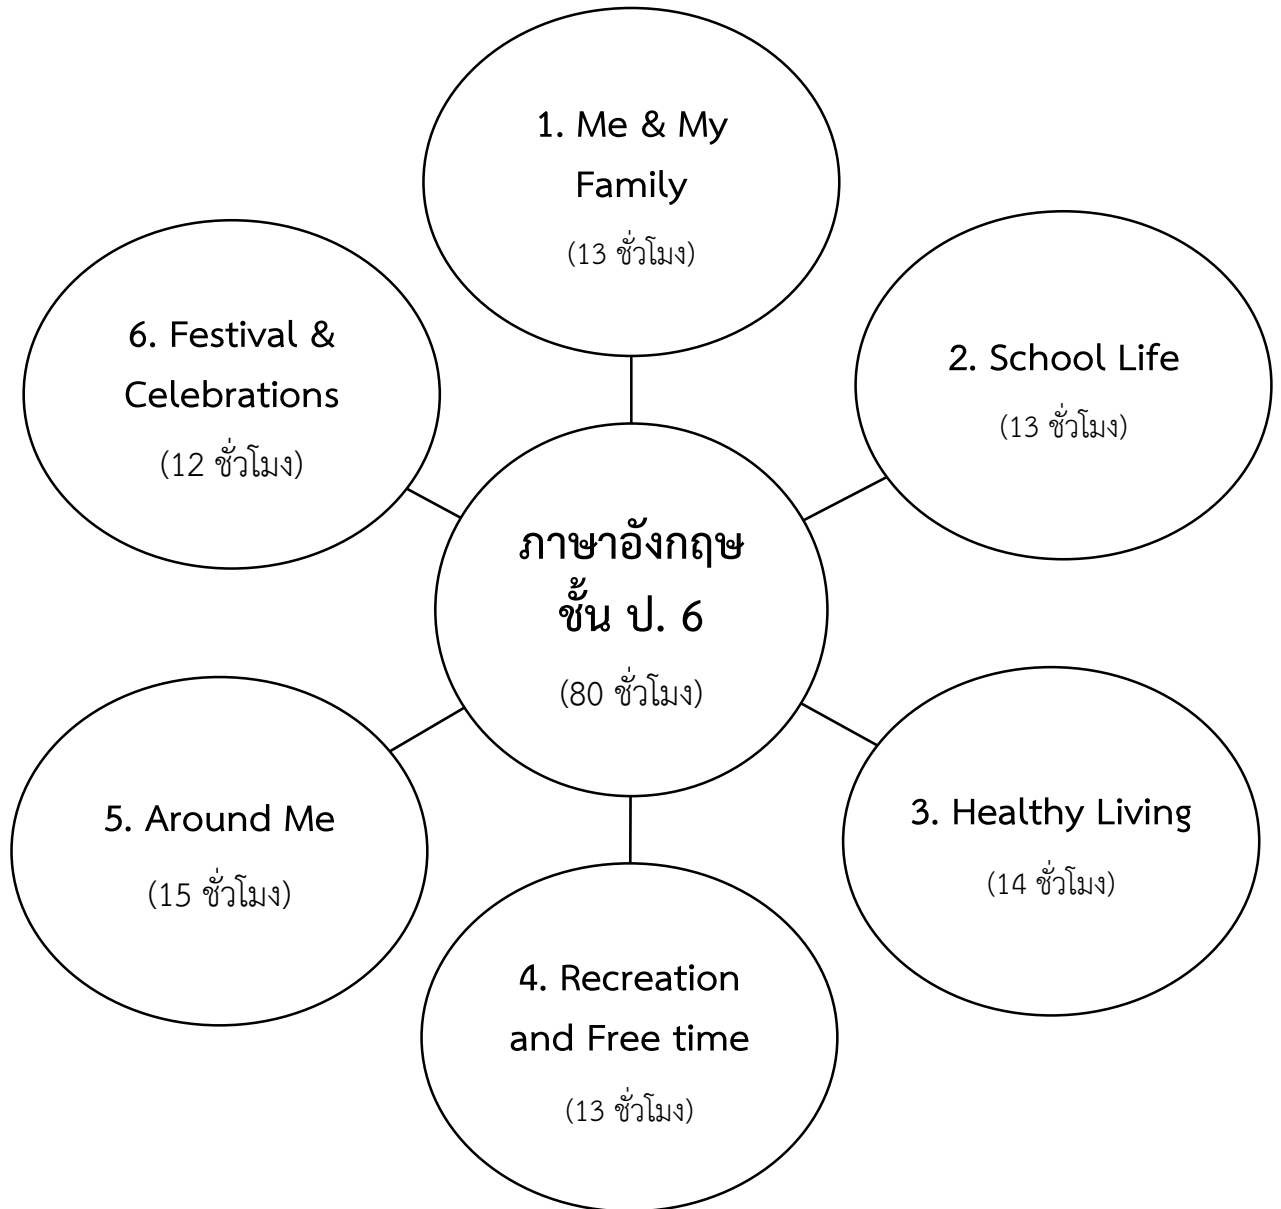 1. Me & My
Family
(13 ชั่วโมง)
2. School Life
(13 ชั่วโมง)
6. Festival &
Celebrations
(12 ชั่วโมง)
ภาษาอังกฤษ
ชั้น ป. 6
(80 ชั่วโมง)
3. Healthy Living
(14 ชั่วโมง)
5. Around Me
(15 ชั่วโมง)
4. Recreation
and Free time
(13 ชั่วโมง)